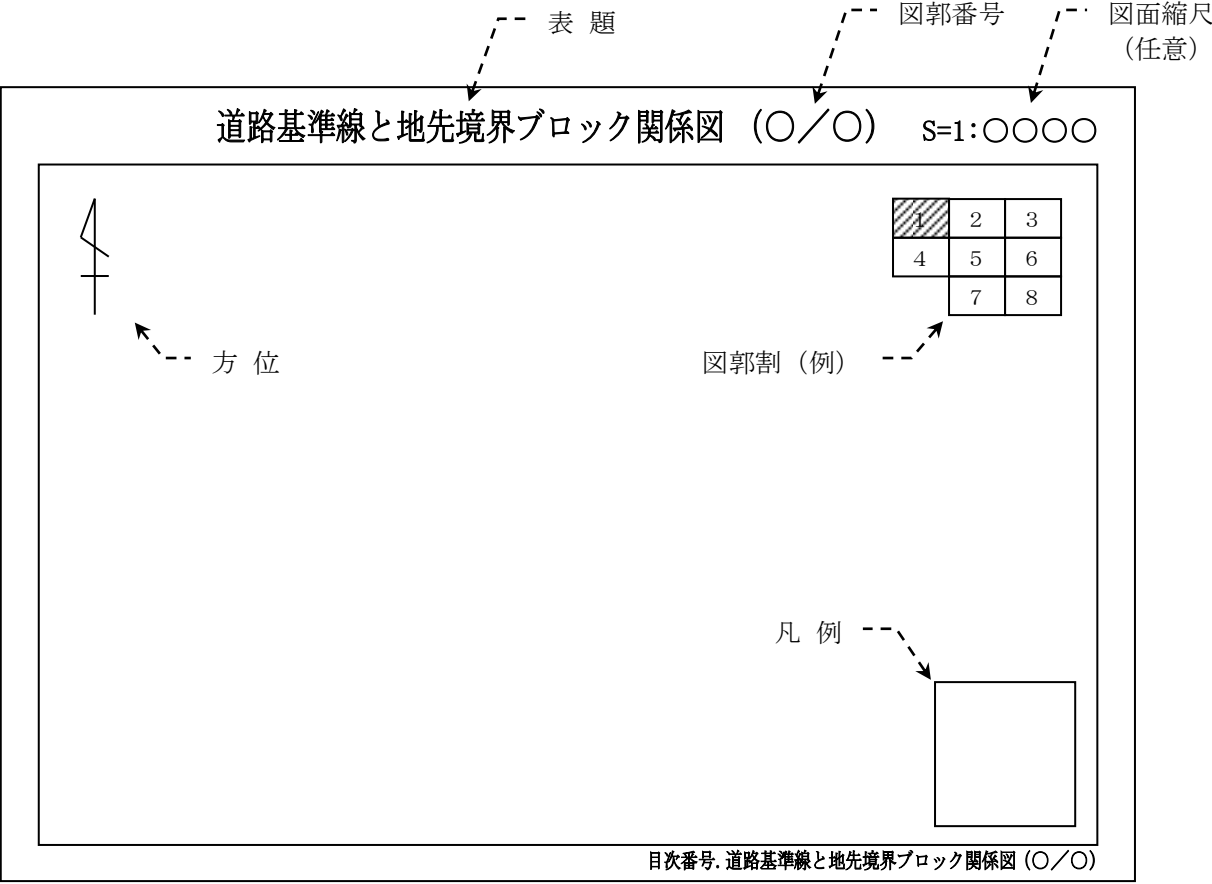 表 題
図郭番号
図面縮尺
（任意）
道路基準線と地先境界ブロック関係図 （○／○） S=1:○○○○
1 2 3
4 5 6
7 8
方 位
図郭割（例）
凡 例
目次番号. 道路基準線と地先境界ブロック関係図 (○／○)